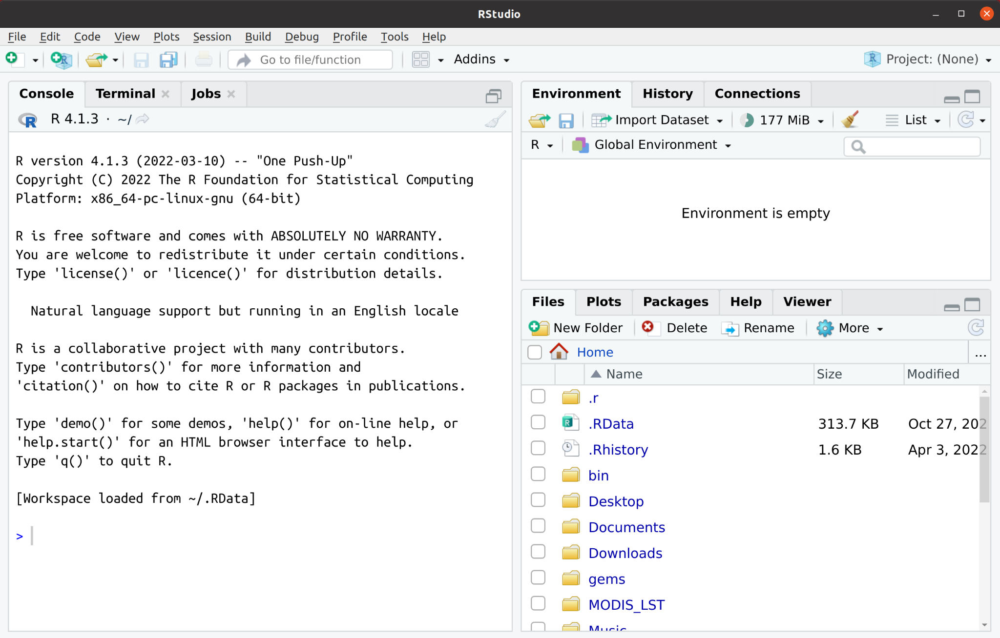 RStudio
File Edit Code View Plots Session Build Debug Profile Tools Help
Go to file/function Addins Project: (None)
Console Terminal Jobs
R 4.1.3 · ~/
R version 4.1.3 (2022-03-10) -- "One Push-Up"
Copyright (C) 2022 The R Foundation for Statistical Computing
Platform: x86_64-pc-linux-gnu (64-bit)
R is free software and comes with ABSOLUTELY NO WARRANTY.
You are welcome to redistribute it under certain conditions.
Type 'license()' or 'licence()' for distribution details.
Natural language support but running in an English locale
R is a collaborative project with many contributors.
Type 'contributors()' for more information and
'citation()' on how to cite R or R packages in publications.
Type 'demo()' for some demos, 'help()' for on-line help, or
'help.start()' for an HTML browser interface to help.
Type 'q()' to quit R.
[Workspace loaded from ~/.RData]
>
Environment History Connections
Import Dataset 177 MiB List
R Global Environment
Environment is empty
Files Plots Packages Help Viewer
New Folder Delete Rename More
Home ...
Name Size Modified
.r
.RData 313.7 KB Oct 27, 202
.Rhistory 1.6 KB Apr 3, 2022
bin
Desktop
Documents
Downloads
gems
MODIS_LST
Music